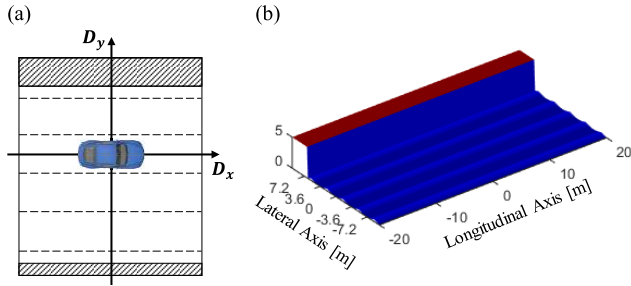 (a)
(b)
D_y
D_x
5
0
7.2
3.6
0
-3.6
-7.2
-20
-10
0
10
20
Lateral Axis [m]
Longitudinal Axis [m]